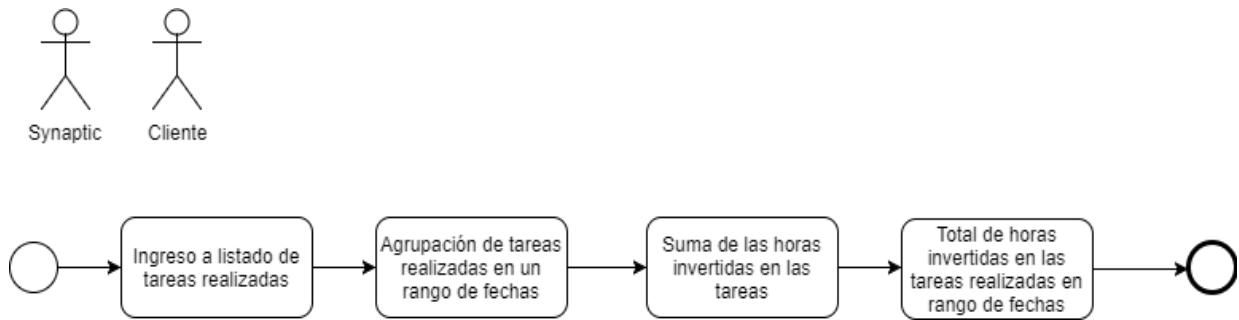 Synaptic
Cliente
Ingreso a listado de
tareas realizadas
Agrupación de tareas
realizadas en un
rango de fechas
Suma de las horas
invertidas en las
tareas
Total de horas
invertidas en las
tareas realizadas en
rango de fechas